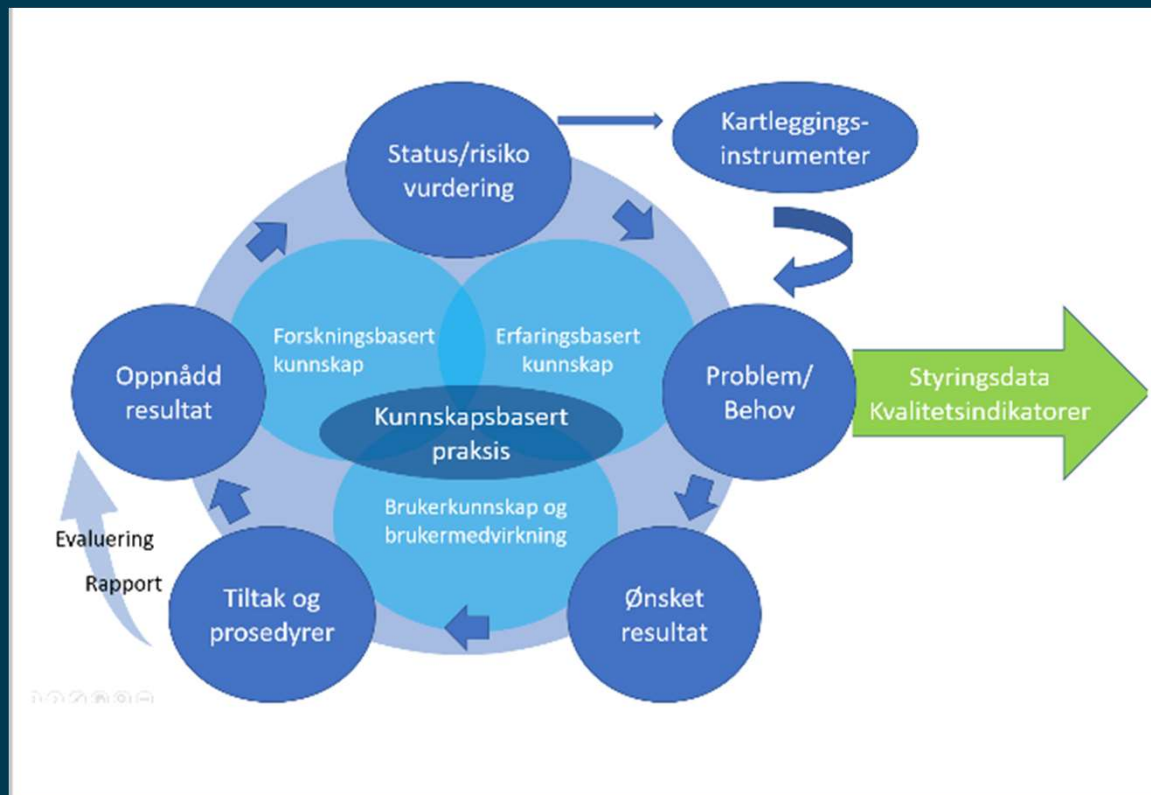 Status/risiko
vurdering
Kartleggings-
instrumenter
Forskningsbasert
kunnskap
Erfaringsbasert
kunnskap
Oppnådd
resultat
Problem/
Behov
Styringsdata
Kvalitetsindikatorer
Kunnskapsbasert
praksis
Brukerkunnskap og
brukermedvirkning
Evaluering
Rapport
Tiltak og
prosedyrer
Ønsket
resultat